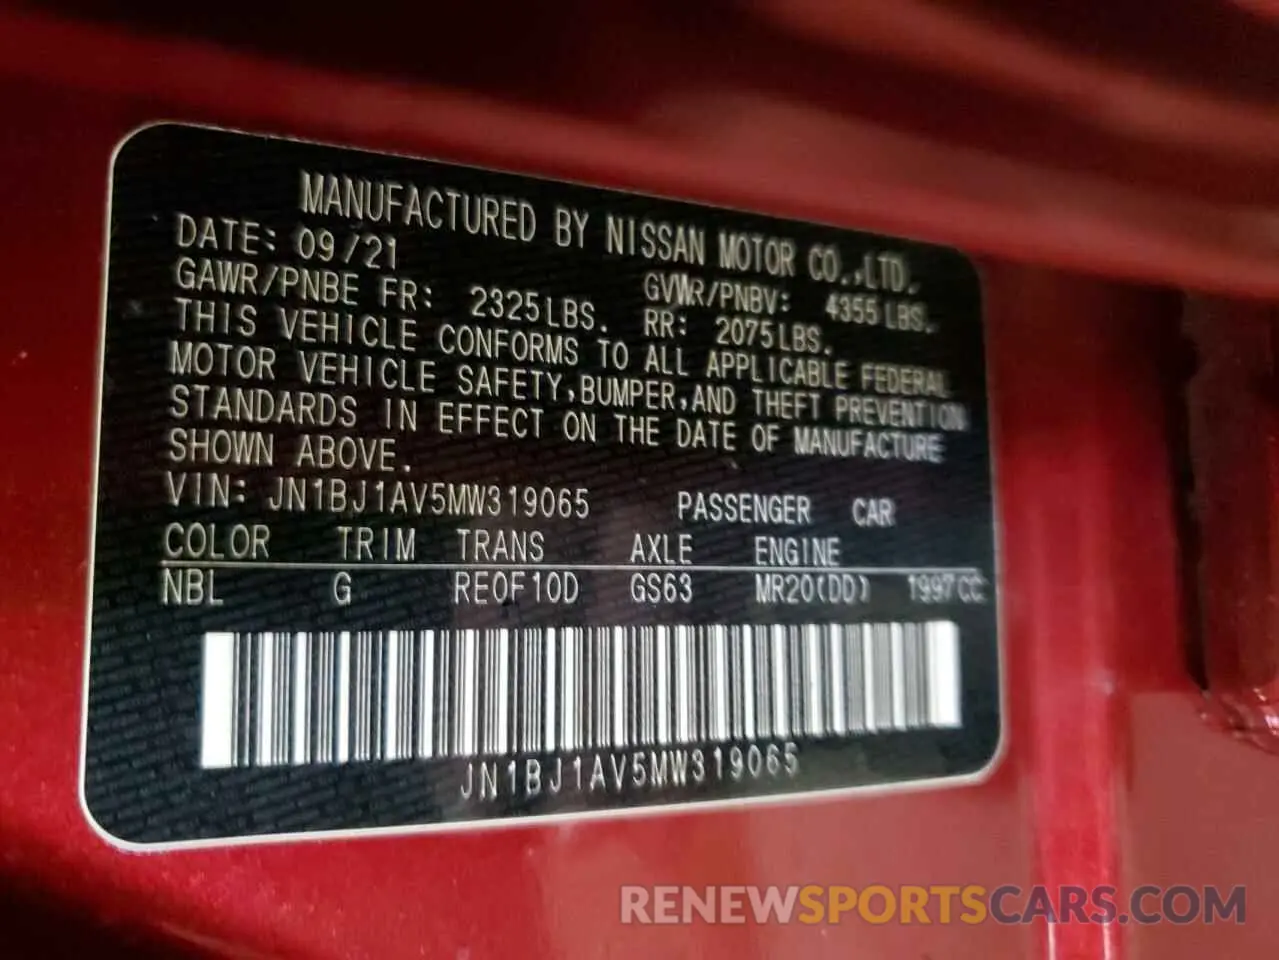 MANUFACTURED BY NISSAN MOTOR CO.,LTD.
DATE: 09/21 GVWR/PNBV: 4355LBS.
GAWR/PNBE FR: 2325LBS. RR: 2075LBS.
THIS VEHICLE CONFORMS TO ALL APPLICABLE FEDERAL
MOTOR VEHICLE SAFETY,BUMPER,AND THEFT PREVENTION
STANDARDS IN EFFECT ON THE DATE OF MANUFACTURE
SHOWN ABOVE.
VIN: JN1BJ1AV5MW319065 PASSENGER CAR
COLOR TRIM TRANS AXLE ENGINE
NBL G RE0F10D GS63 MR20(DD) 1997CC
JN1BJ1AV5MW319065
RENEWSPORTSCARS.COM